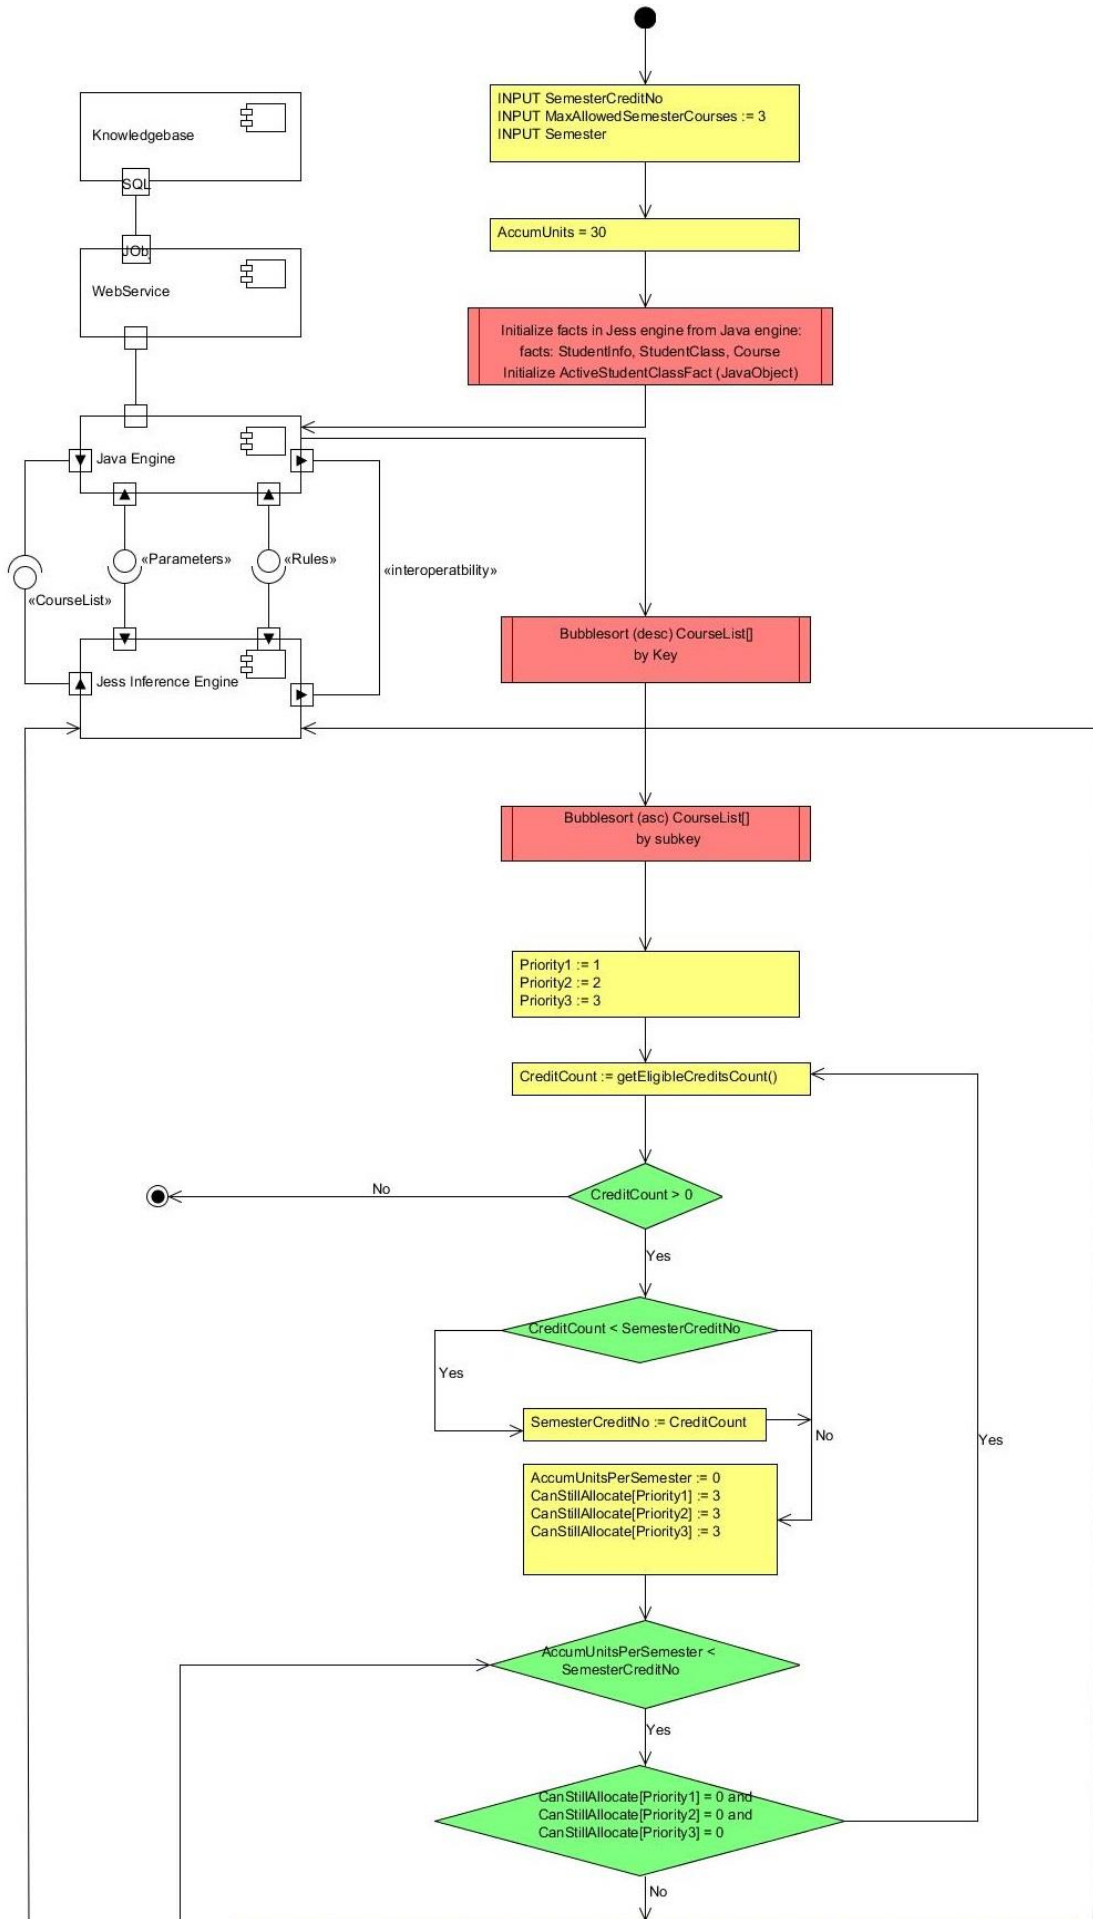 INPUT SemesterCreditNo
INPUT MaxAllowedSemesterCourses := 3
INPUT Semester
Knowledgebase
SQL
AccumUnits = 30
JObj
WebService
Initialize facts in Jess engine from Java engine:
facts: StudentInfo, StudentClass, Course
Initialize ActiveStudentClassFact (JavaObject)
Java Engine
«Parameters»
«Rules»
«interoperatbility»
«CourseList»
Bubblesort (desc) CourseList[]
by Key
Jess Inference Engine
Bubblesort (asc) CourseList[]
by subkey
Priority1 := 1
Priority2 := 2
Priority3 := 3
CreditCount := getEligibleCreditsCount()
CreditCount > 0
No
Yes
CreditCount < SemesterCreditNo
Yes
SemesterCreditNo := CreditCount
No
Yes
AccumUnitsPerSemester := 0
CanStillAllocate[Priority1] := 3
CanStillAllocate[Priority2] := 3
CanStillAllocate[Priority3] := 3
AccumUnitsPerSemester <
SemesterCreditNo
Yes
CanStillAllocate[Priority1] = 0 and
CanStillAllocate[Priority2] = 0 and
CanStillAllocate[Priority3] = 0
No